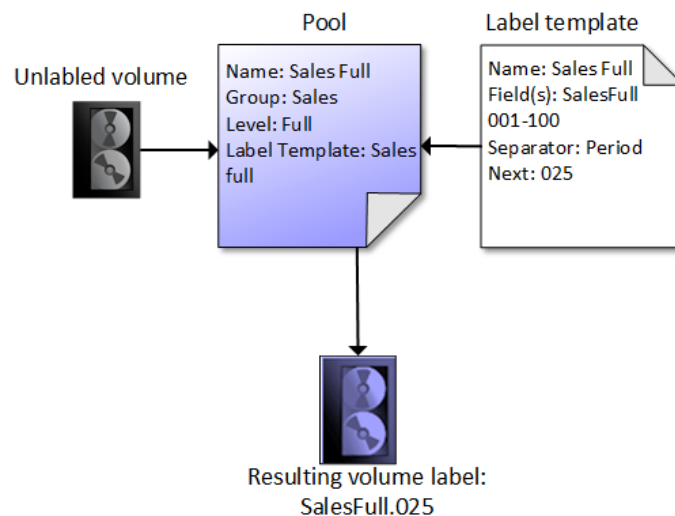 Pool
Label template
Unlabled volume
Name: Sales Full
Group: Sales
Level: Full
Label Template: Sales
full
Name: Sales Full
Field(s): SalesFull
001-100
Separator: Period
Next: 025
Resulting volume label:
SalesFull.025